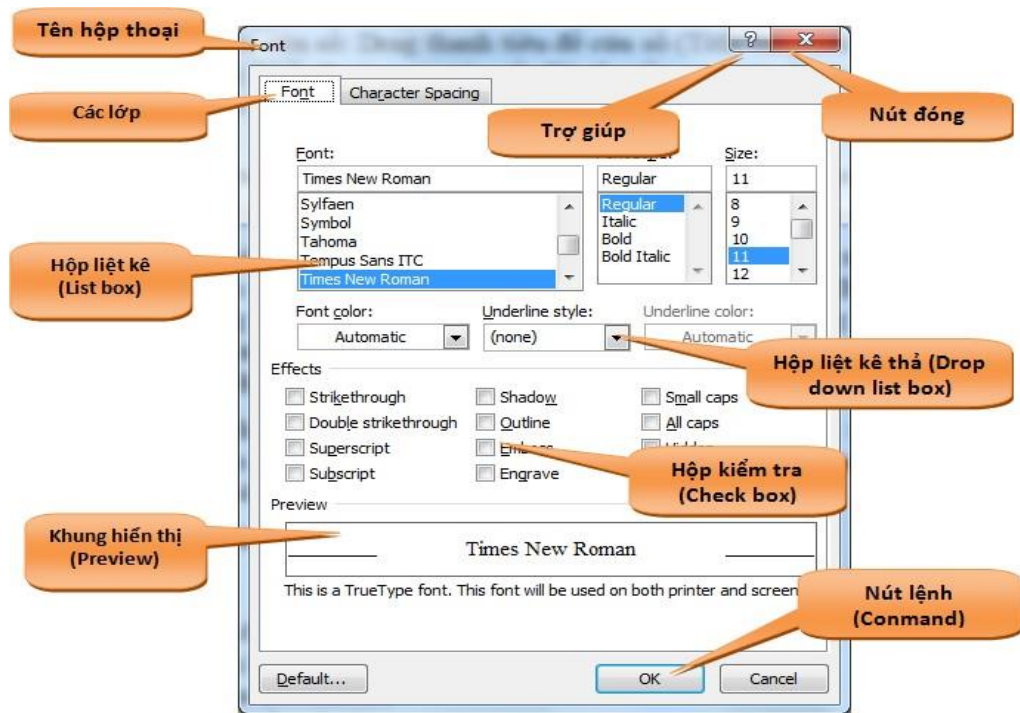 Tên hộp thoại
Font
?
X
Các lớp
Font
Character Spacing
Trợ giúp
Nút đóng
Font:
Size:
Times New Roman
Regular
11
Sylfaen
Symbol
Tahoma
Tempus Sans ITC
Times New Roman
Regular
Italic
Bold
Bold Italic
8
9
10
11
12
Hộp liệt kê
(List box)
Font color:
Underline style:
Underline color:
Automatic
(none)
Automatic
Hộp liệt kê thả (Drop
down list box)
Effects
Strikethrough
Shadow
Small caps
Double strikethrough
Outline
All caps
Superscript
Emboss
Hidden
Subscript
Engrave
Hộp kiểm tra
(Check box)
Preview
Khung hiển thị
(Preview)
Times New Roman
This is a TrueType font. This font will be used on both printer and screen
Nút lệnh
(Conmand)
Default...
OK
Cancel